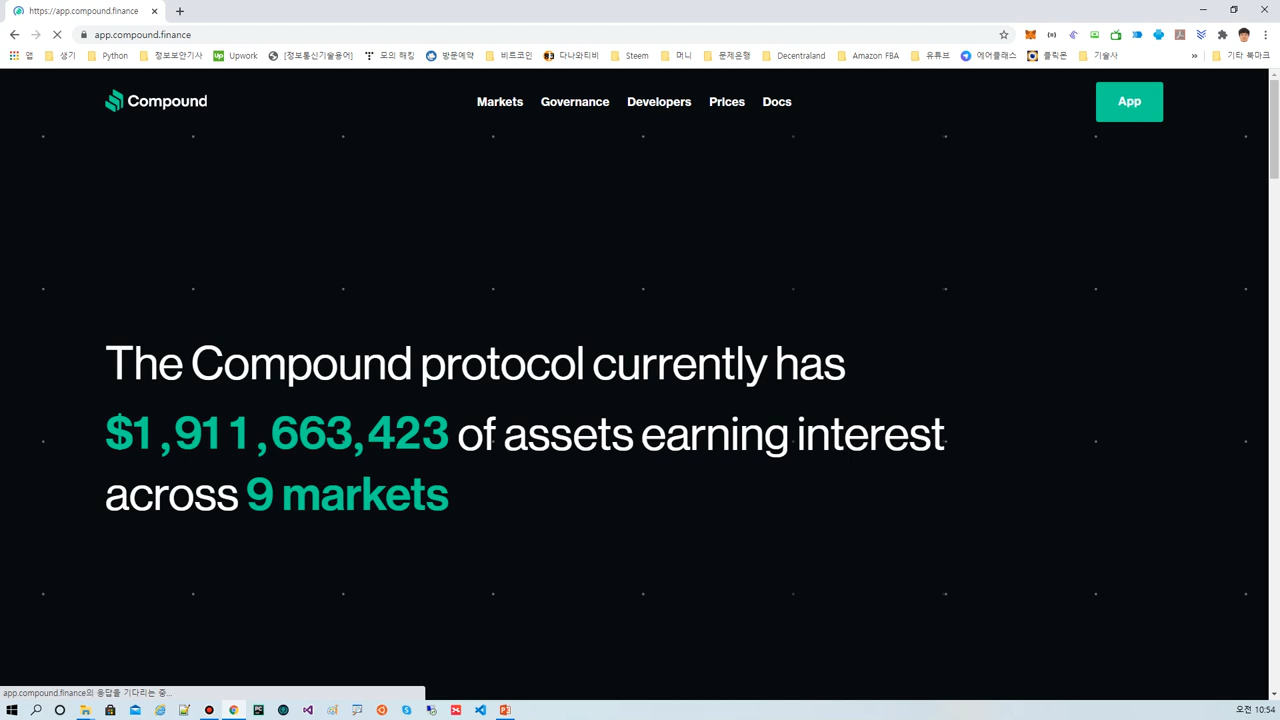 https://app.compound.finance
app.compound.finance
앱 생기 Python 정보보안기사 Upwork [정보통신기술용어] 모의 해킹 방문예약 비트코인 다나와티비 Steem 머니 문제은행 Decentraland Amazon FBA 유튜브 에어클래스 클릭몬 기술사 » 기타 북마크
Compound Markets Governance Developers Prices Docs App
The Compound protocol currently has
$1,911,663,423 of assets earning interest
across 9 markets
app.compound.finance의 응답을 기다리는 중...
오전 10:54